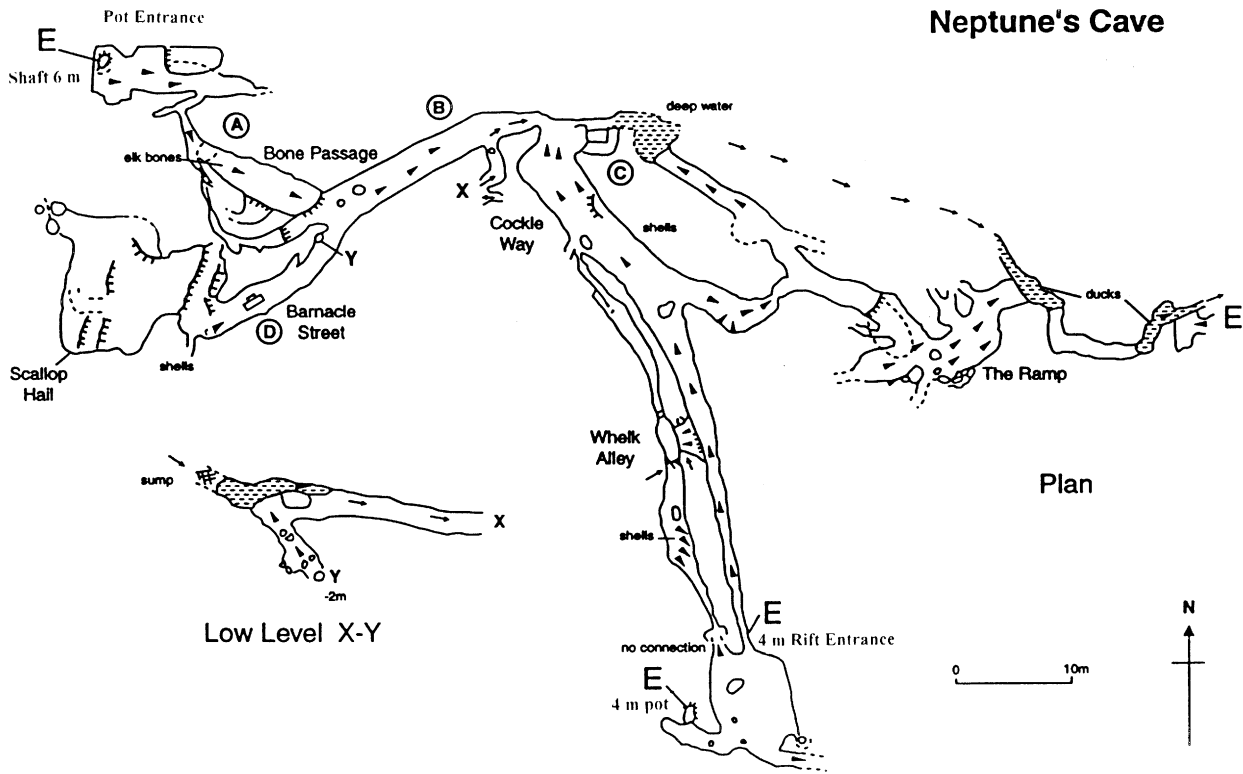 Neptune's Cave
Pot Entrance
E
Shaft 6 m
A
B
deep water
elk bones
Bone Passage
C
X
Cockle
Way
shells
Y
ducks
E
Barnacle
Street
D
shells
Scallop
Hall
The Ramp
Whelk
Alley
Plan
sump
X
shells
Y
-2m
Low Level X-Y
E
4 m Rift Entrance
no connection
N
0
10m
E
4 m pot